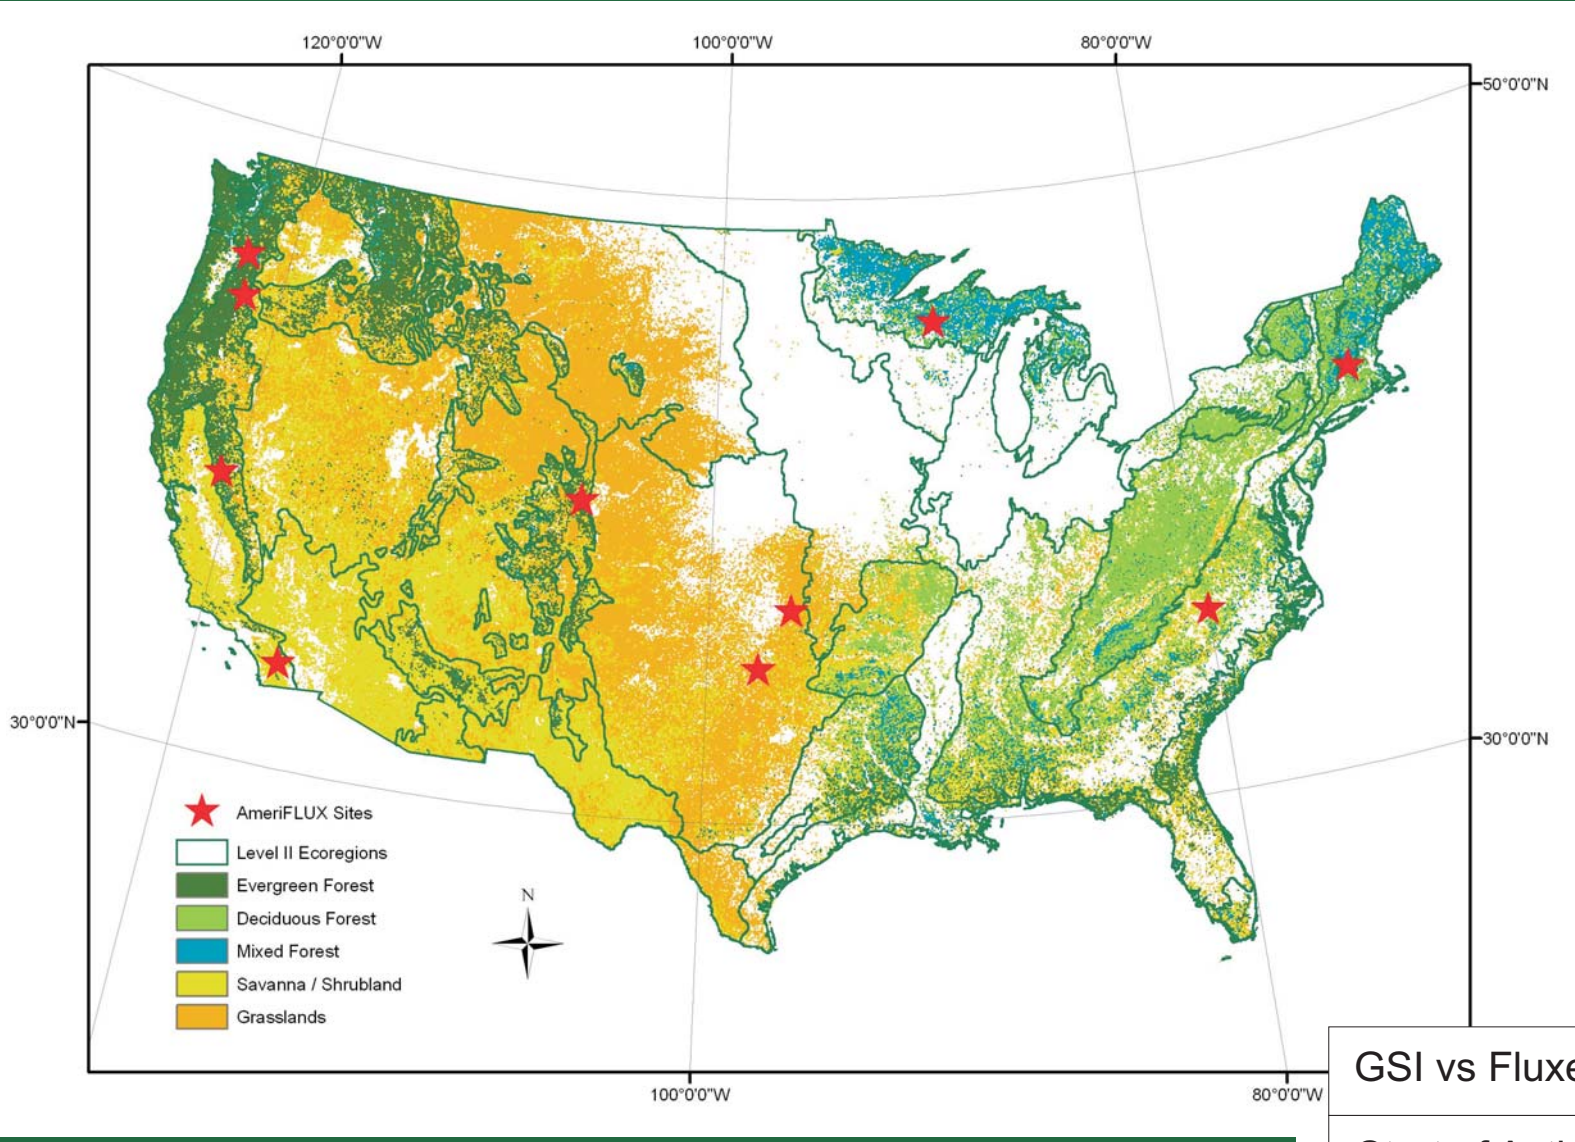 120°0'0"W 100°0'0"W 80°0'0"W
50°0'0"N
30°0'0"N
30°0'0"N
AmeriFLUX Sites
Level II Ecoregions
Evergreen Forest
Deciduous Forest
Mixed Forest
Savanna / Shrubland
Grasslands
N
100°0'0"W 80°0'0"W
GSI vs